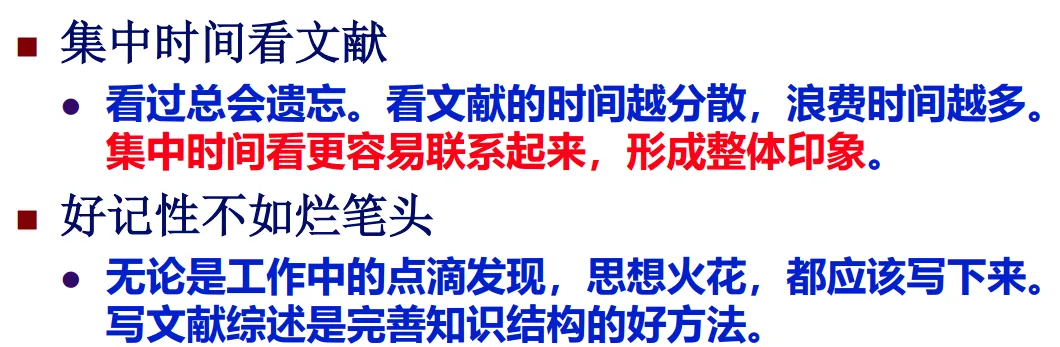 集中时间看文献
看过总会遗忘。看文献的时间越分散，浪费时间越多。
集中时间看更容易联系起来，形成整体印象。
好记性不如烂笔头
无论是工作中的点滴发现，思想火花，都应该写下来。
写文献综述是完善知识结构的好方法。